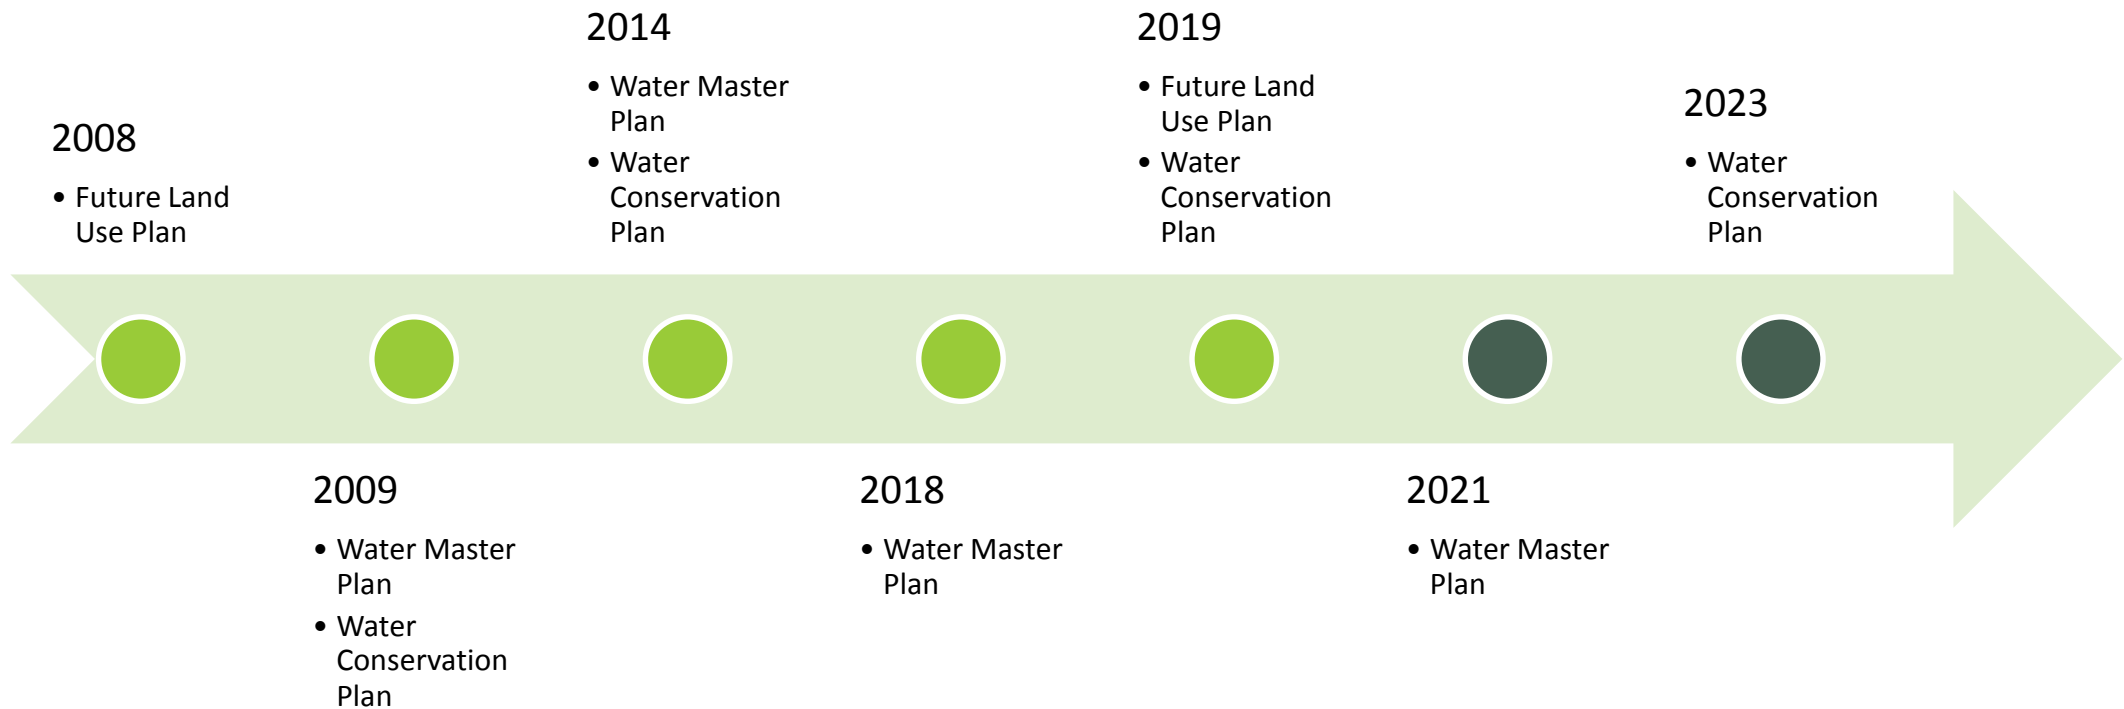 2008
• Future Land
Use Plan
2009
• Water Master
Plan
• Water
Conservation
Plan
2014
• Water Master
Plan
• Water
Conservation
Plan
2018
• Water Master
Plan
2019
• Future Land
Use Plan
• Water
Conservation
Plan
2021
• Water Master
Plan
2023
• Water
Conservation
Plan